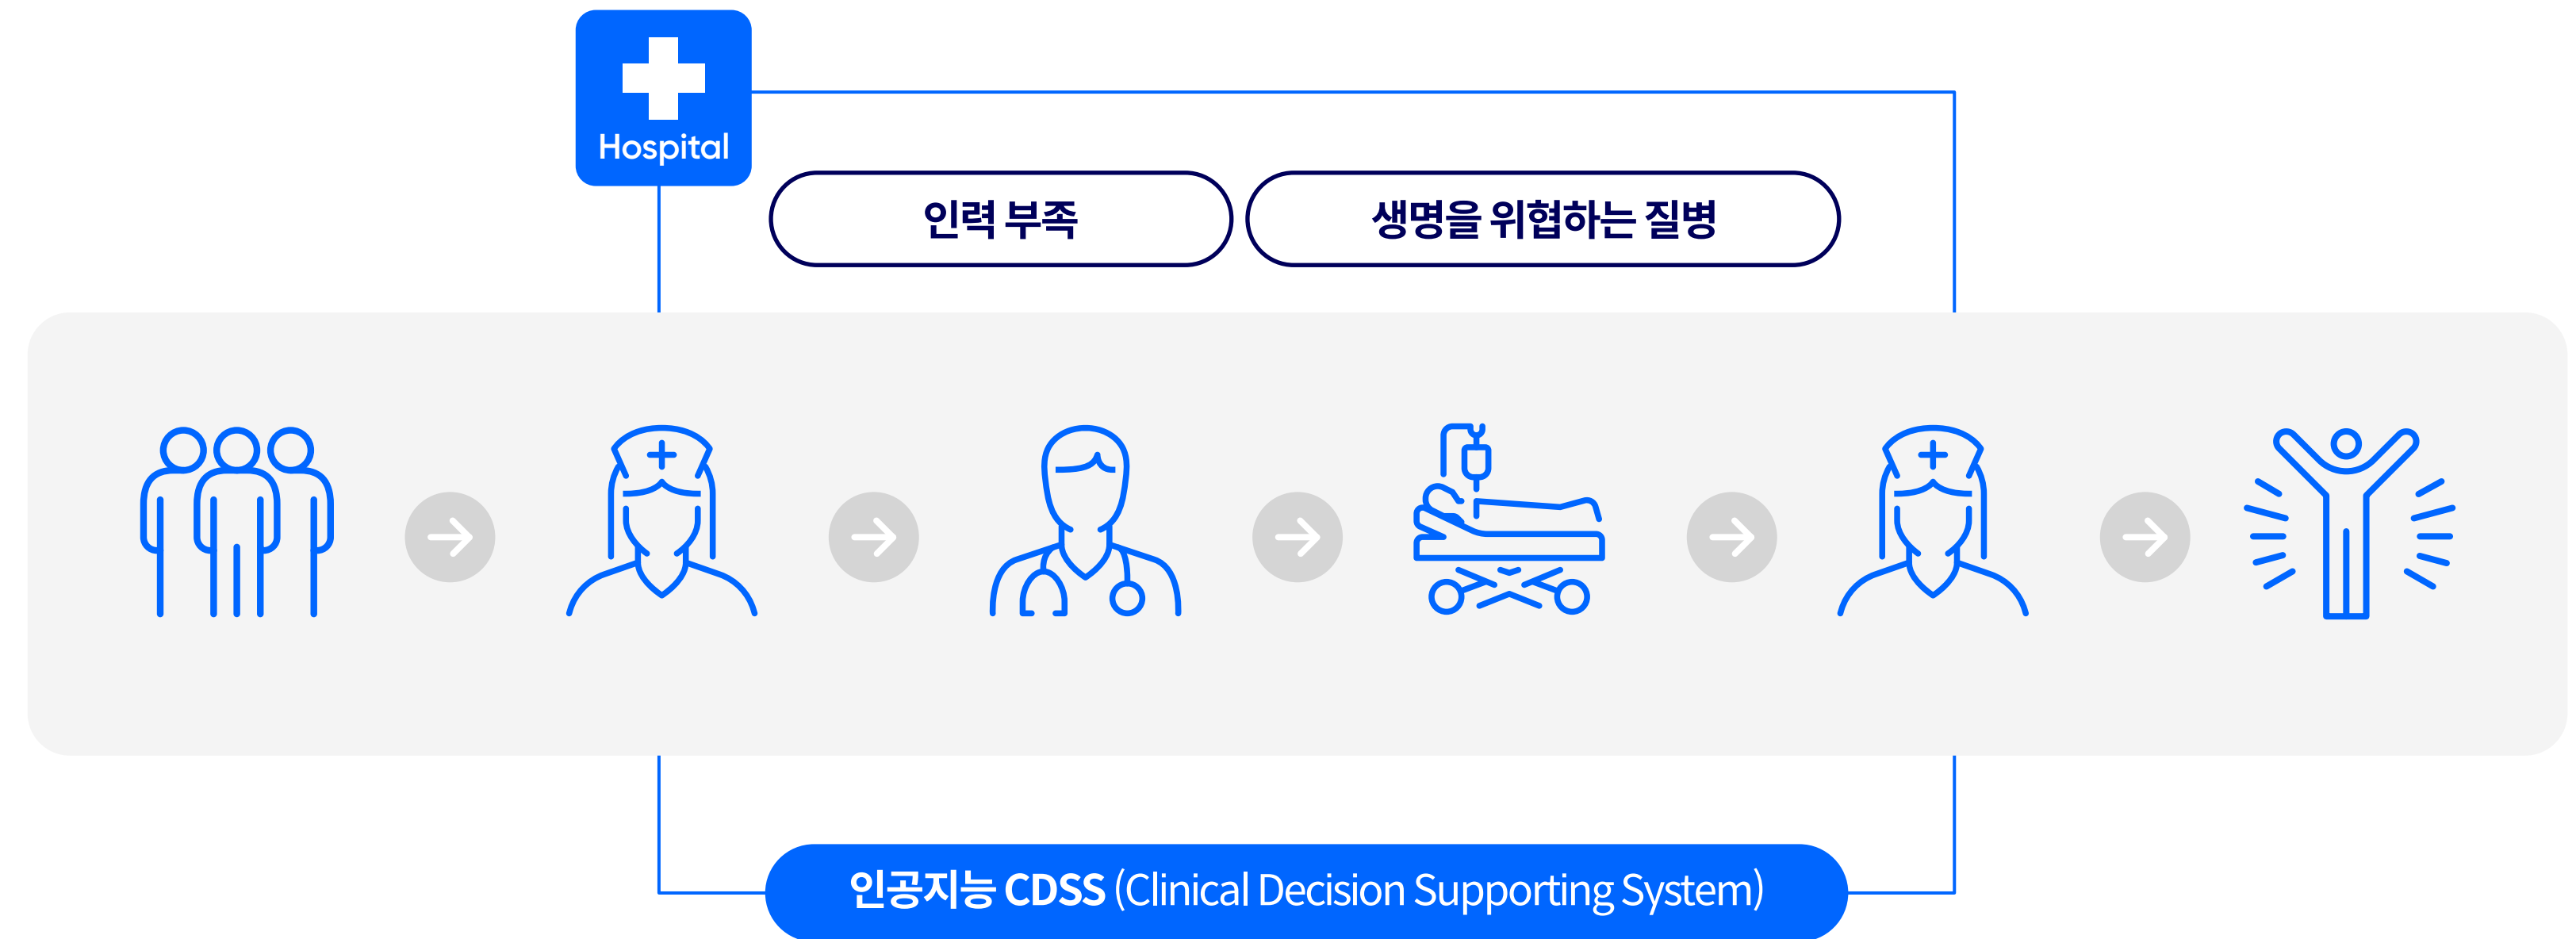 Hospital
인력 부족
생명을 위협하는 질병
인공지능 CDSS (Clinical Decision Supporting System)